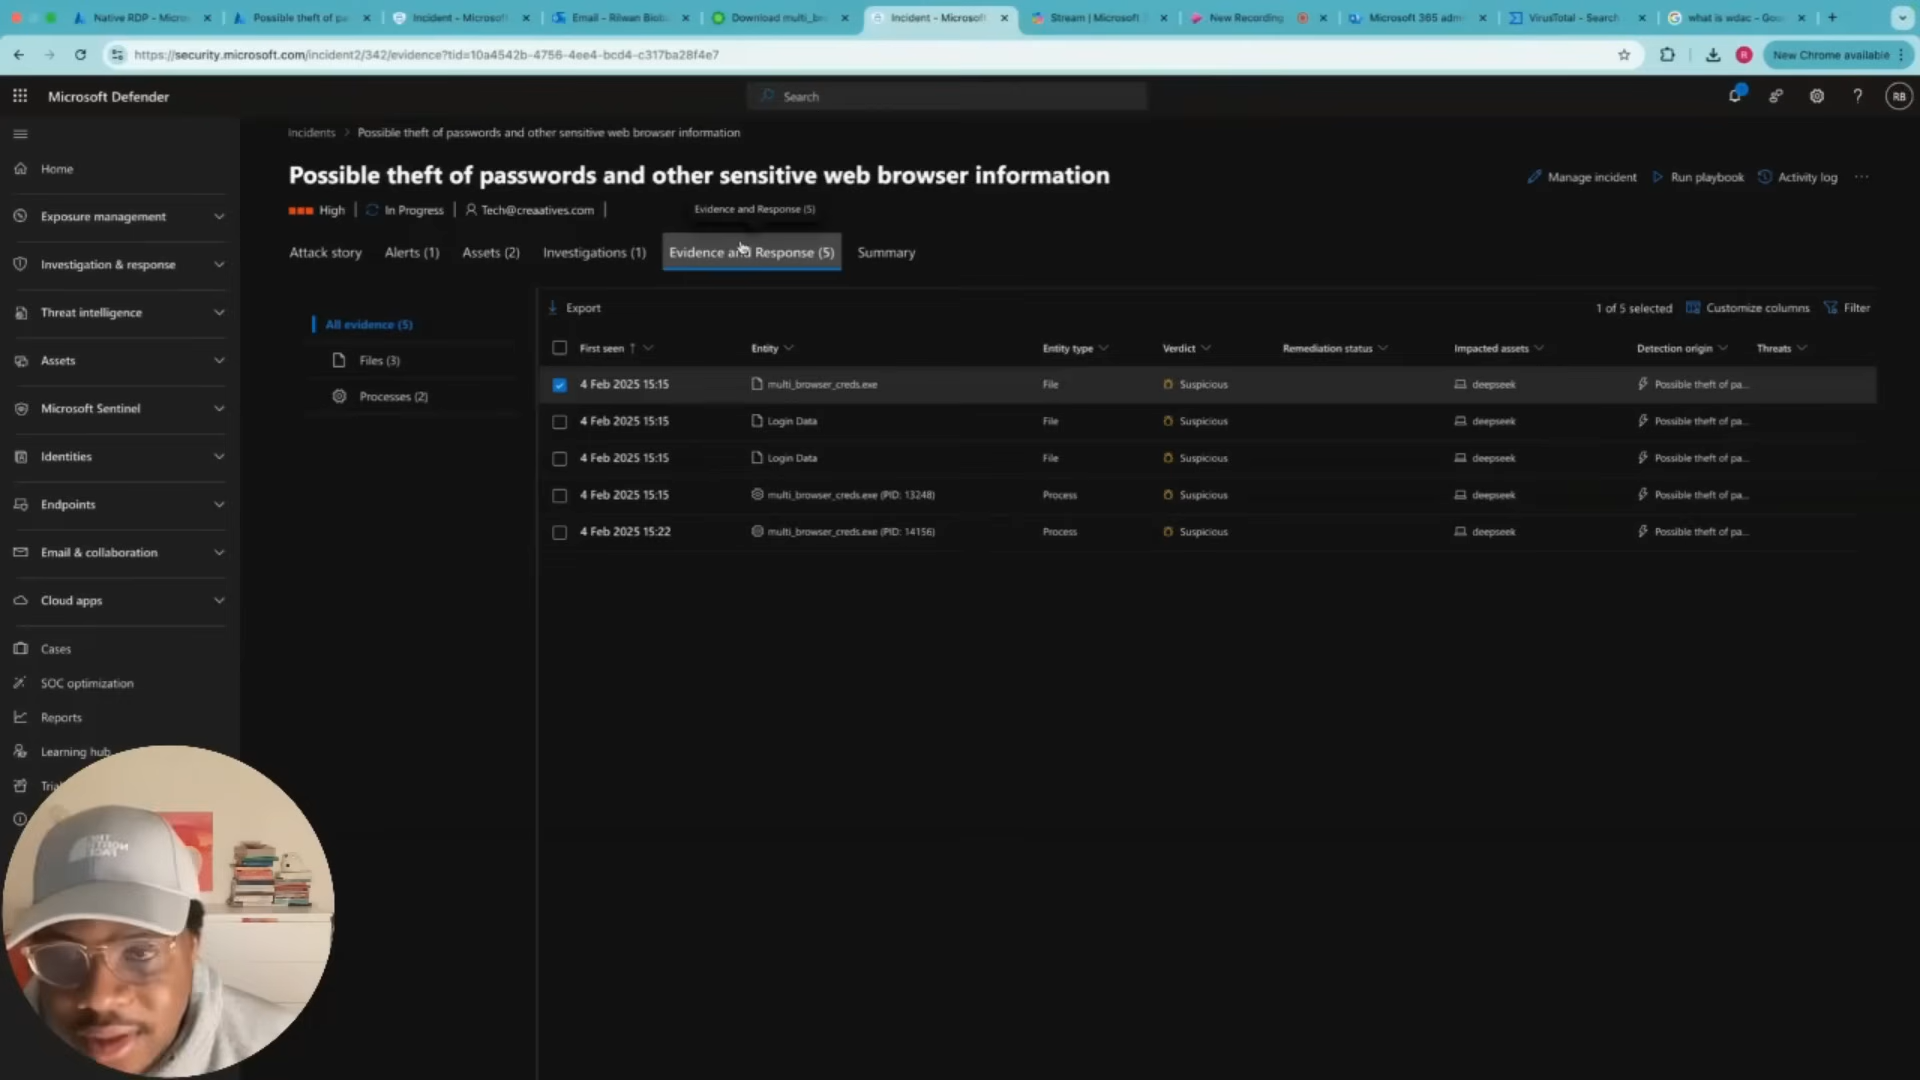 Native RDP - Micros
Possible theft of pa
Incident - Microsoft
Email - Rilwan Biob
Download multi_br
Incident - Microsoft
Stream | Microsoft
New Recording
Microsoft 365 adm
VirusTotal - Search
what is wdac - Goo
https://security.microsoft.com/incident2/342/evidence?tid=10a4542b-4756-4ee4-bcd4-c317ba28f4e7
New Chrome available
Microsoft Defender
Search
RB
Incidents > Possible theft of passwords and other sensitive web browser information
Home
Possible theft of passwords and other sensitive web browser information
Manage incident
Run playbook
Activity log
High
In Progress
Tech@creaatives.com
Evidence and Response (5)
Exposure management
Attack story
Alerts (1)
Assets (2)
Investigations (1)
Evidence and Response (5)
Summary
Investigation & response
Threat intelligence
Assets
Microsoft Sentinel
Identities
Endpoints
Email & collaboration
Cloud apps
Cases
SOC optimization
Reports
Learning hub
Trial
All evidence (5)
Files (3)
Processes (2)
Export
1 of 5 selected
Customize columns
Filter
First seen Entity Entity type Verdict Remediation status Impacted assets Detection origin Threats
4 Feb 2025 15:15 multi_browser_creds.exe File Suspicious deepseek Possible theft of pa...
4 Feb 2025 15:15 Login Data File Suspicious deepseek Possible theft of pa...
4 Feb 2025 15:15 Login Data File Suspicious deepseek Possible theft of pa...
4 Feb 2025 15:15 multi_browser_creds.exe (PID: 13248) Process Suspicious deepseek Possible theft of pa...
4 Feb 2025 15:22 multi_browser_creds.exe (PID: 14156) Process Suspicious deepseek Possible theft of pa...